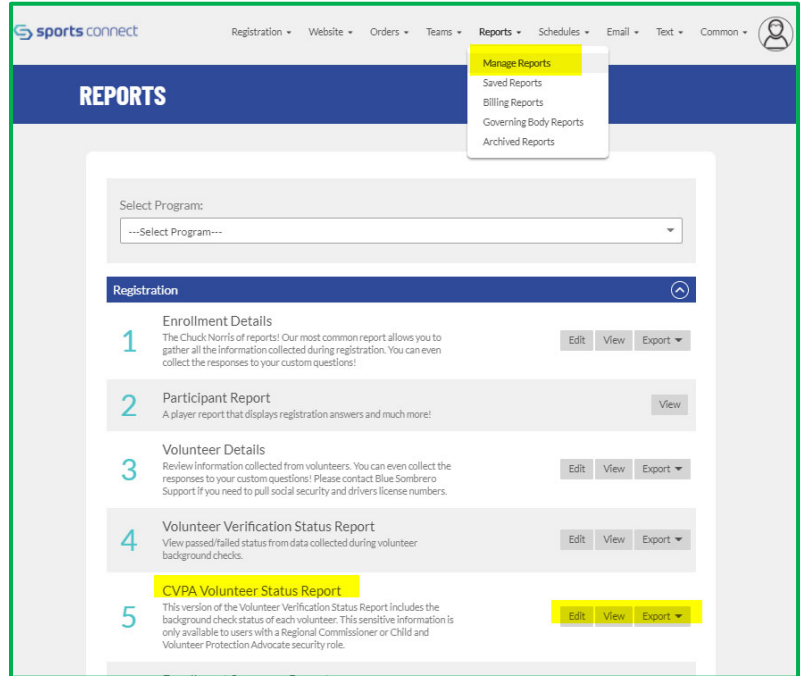 sports connect
Registration Website Orders Teams Reports Schedules Email Text Common
Manage Reports
Saved Reports
Billing Reports
Governing Body Reports
Archived Reports
REPORTS
Select Program:
---Select Program---
Registration
1 Enrollment Details
The Chuck Norris of reports! Our most common report allows you to
gather all the information collected during registration. You can even
collect the responses to your custom questions!
Edit View Export
2 Participant Report
A player report that displays registration answers and much more!
View
3 Volunteer Details
Review information collected from volunteers. You can even collect the
responses to your custom questions! Please contact Blue Sombrero
Support if you need to pull social security and drivers license numbers.
Edit View Export
4 Volunteer Verification Status Report
View passed/failed status from data collected during volunteer
background checks.
Edit View Export
5 CVPA Volunteer Status Report
This version of the Volunteer Verification Status Report includes the
background check status of each volunteer. This sensitive information is
only available to users with a Regional Commissioner or Child and
Volunteer Protection Advocate security role.
Edit View Export